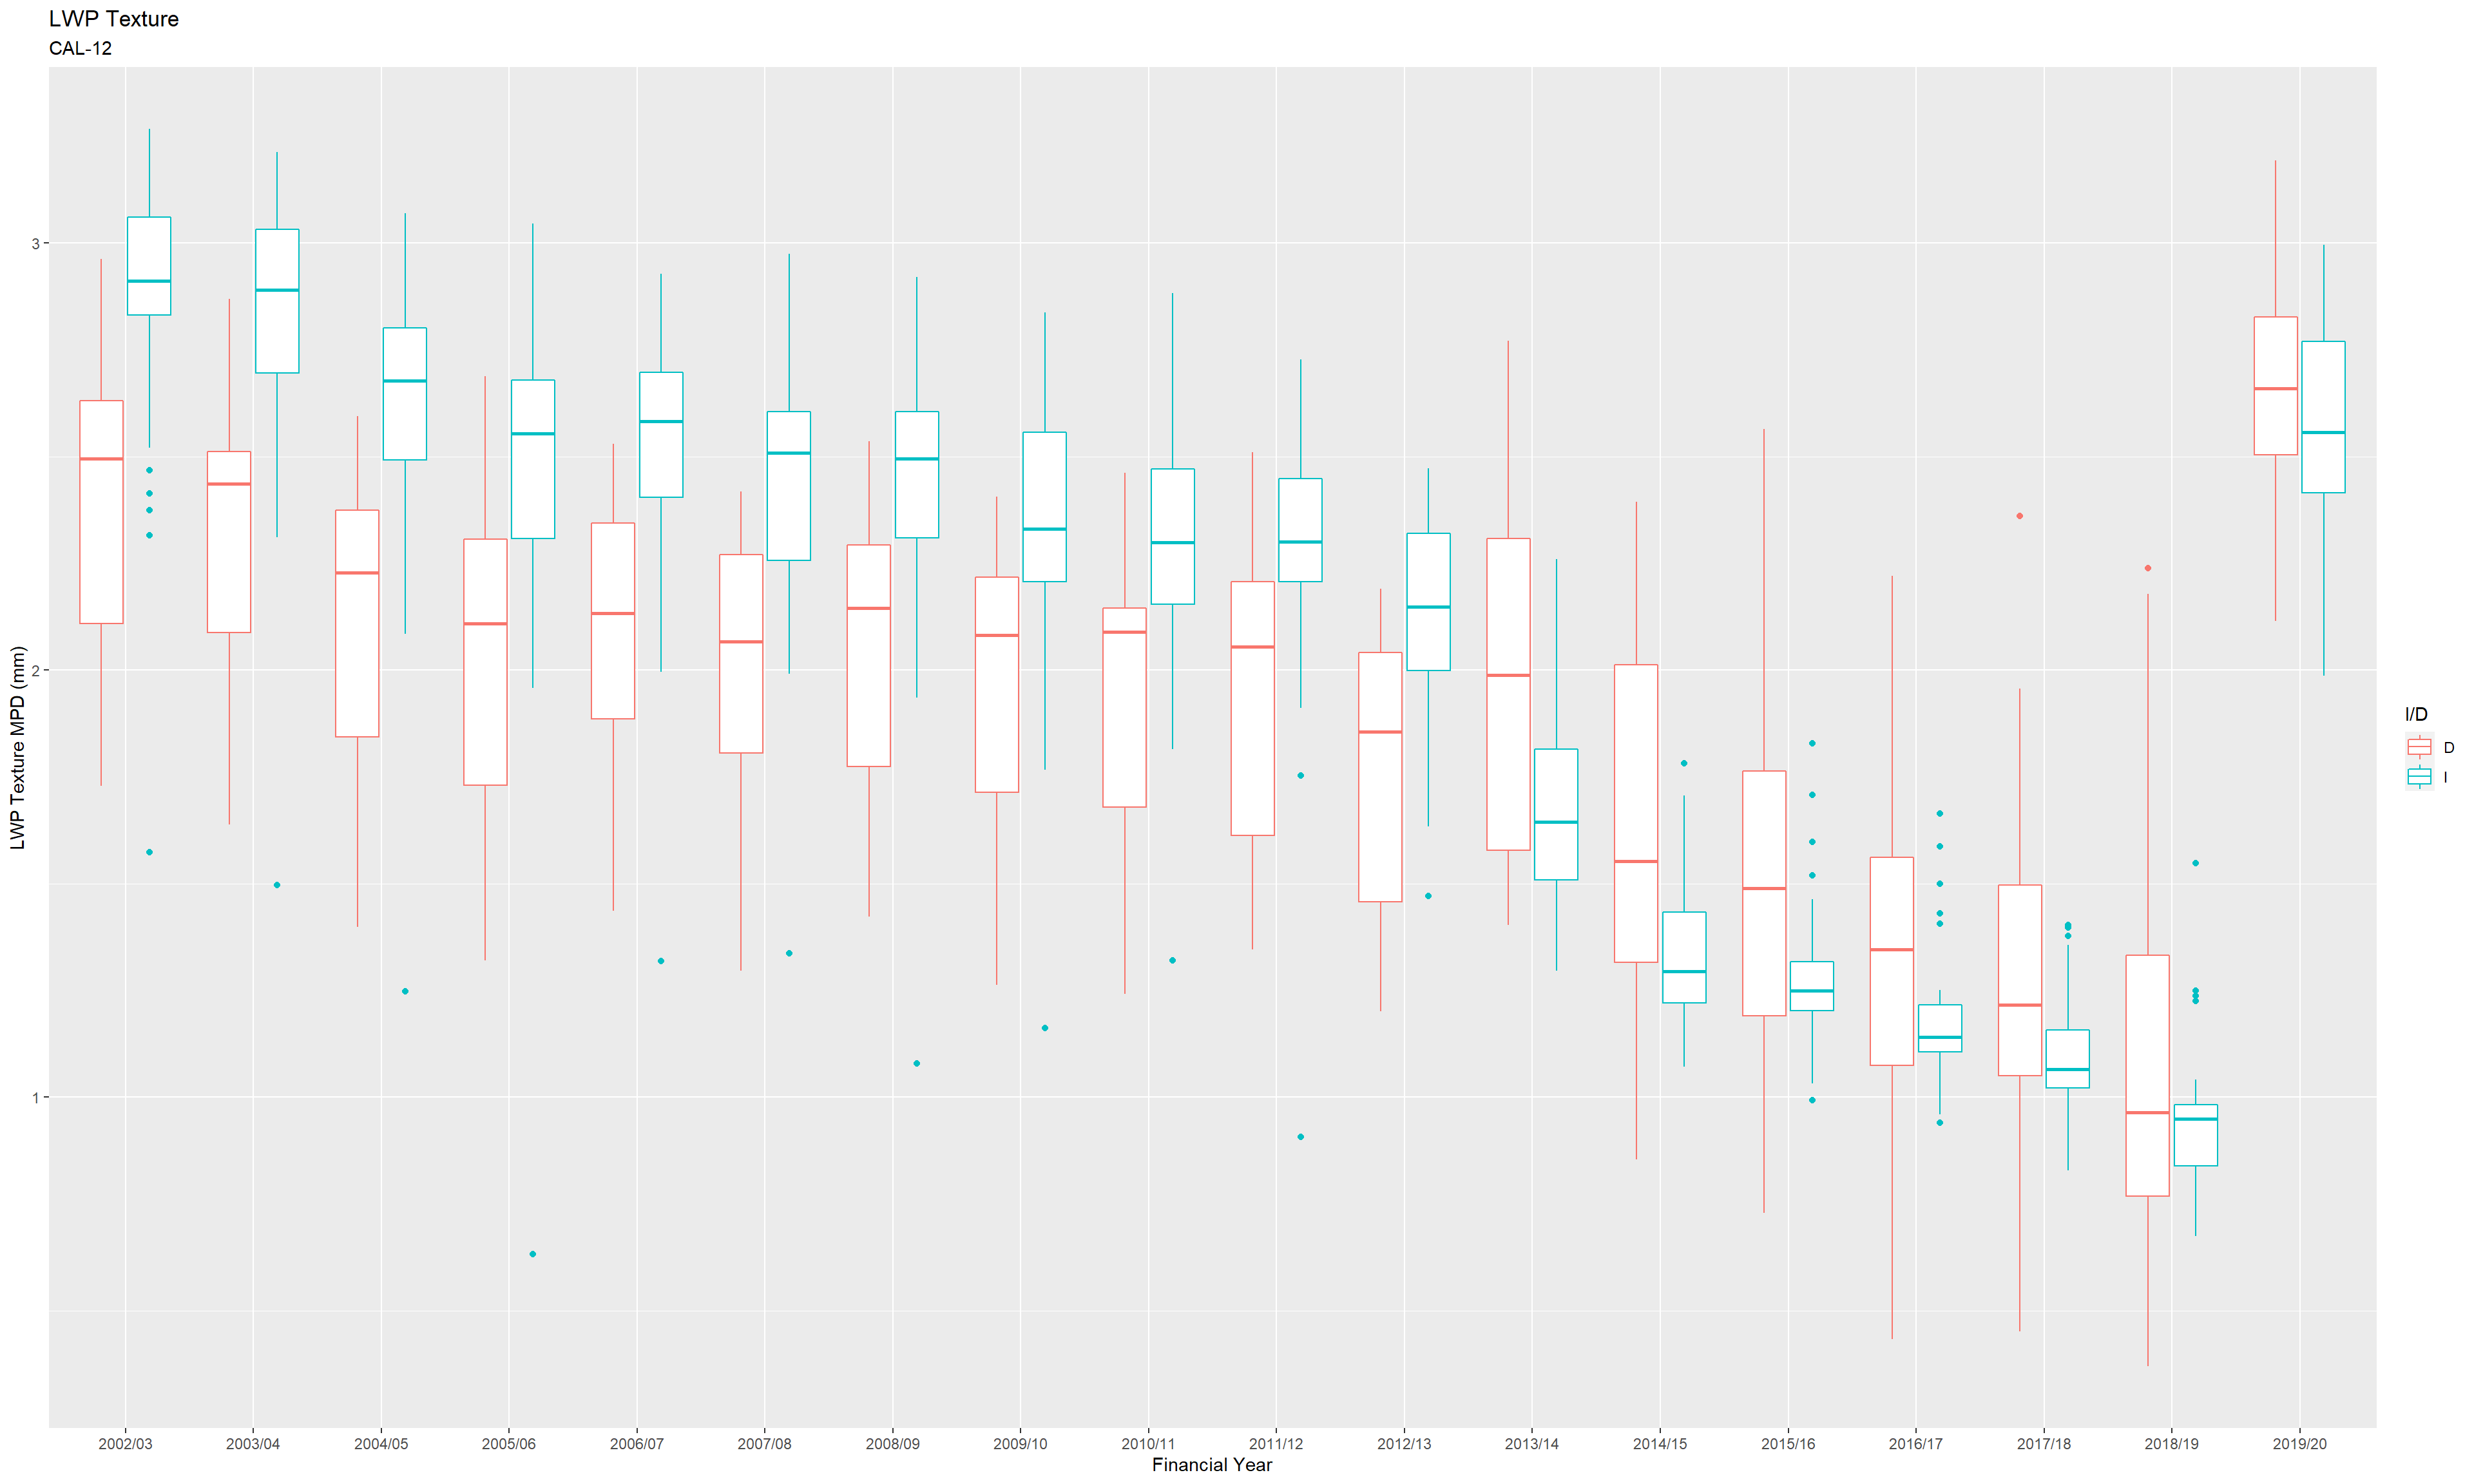 LWP Texture
CAL-12
LWP Texture MPD (mm)
3
2
1
2002/03 2003/04 2004/05 2005/06 2006/07 2007/08 2008/09 2009/10 2010/11 2011/12 2012/13 2013/14 2014/15 2015/16 2016/17 2017/18 2018/19 2019/20
Financial Year
I/D
D
I